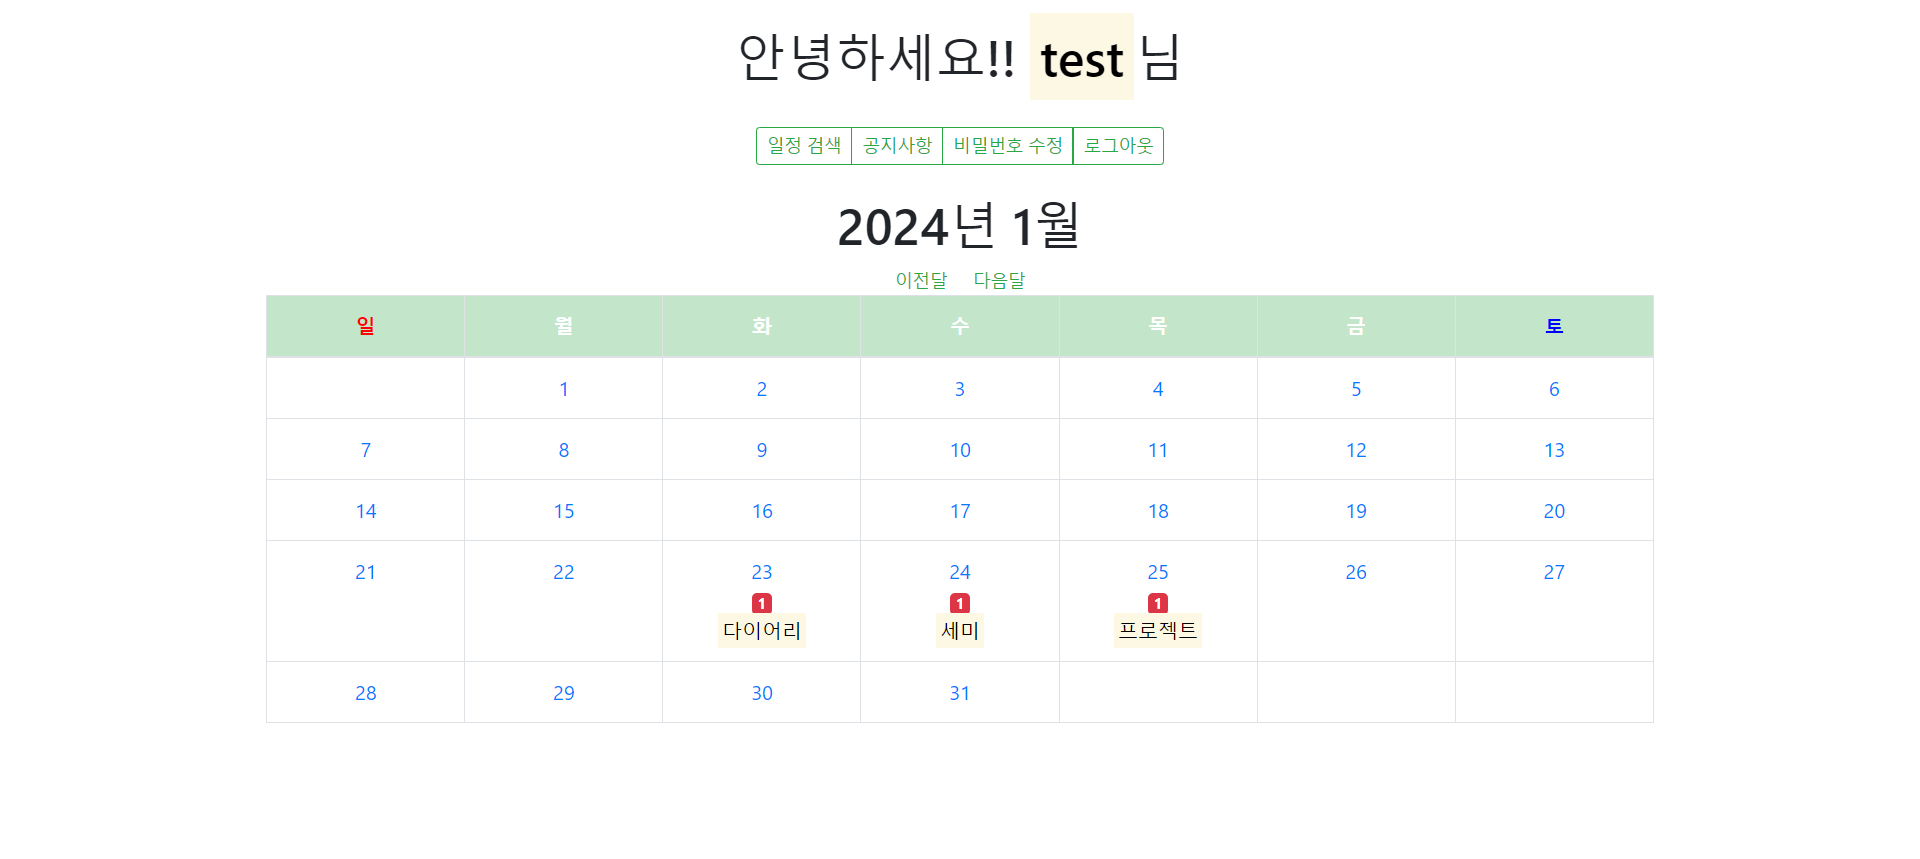 안녕하세요!! test 님
일정 검색 공지사항 비밀번호 수정 로그아웃
2024년 1월
이전달 다음달
일 월 화 수 목 금 토
1 2 3 4 5 6
7 8 9 10 11 12 13
14 15 16 17 18 19 20
21 22 23 24 25 26 27
1 1 1
다이어리 세미 프로젝트
28 29 30 31